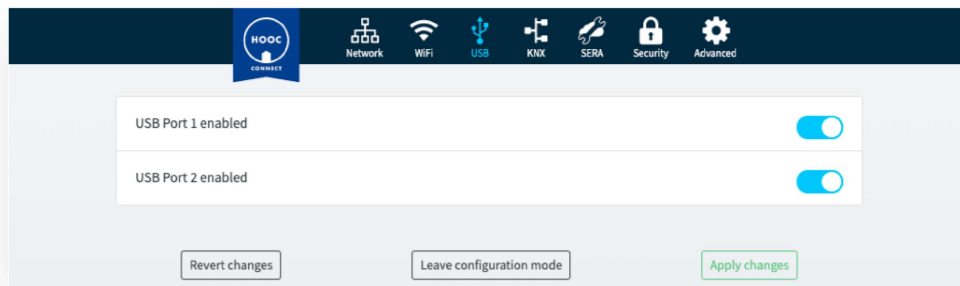 HOOC
CONNECT
Network WiFi USB KNX SERA Security Advanced
USB Port 1 enabled
USB Port 2 enabled
Revert changes Leave configuration mode Apply changes